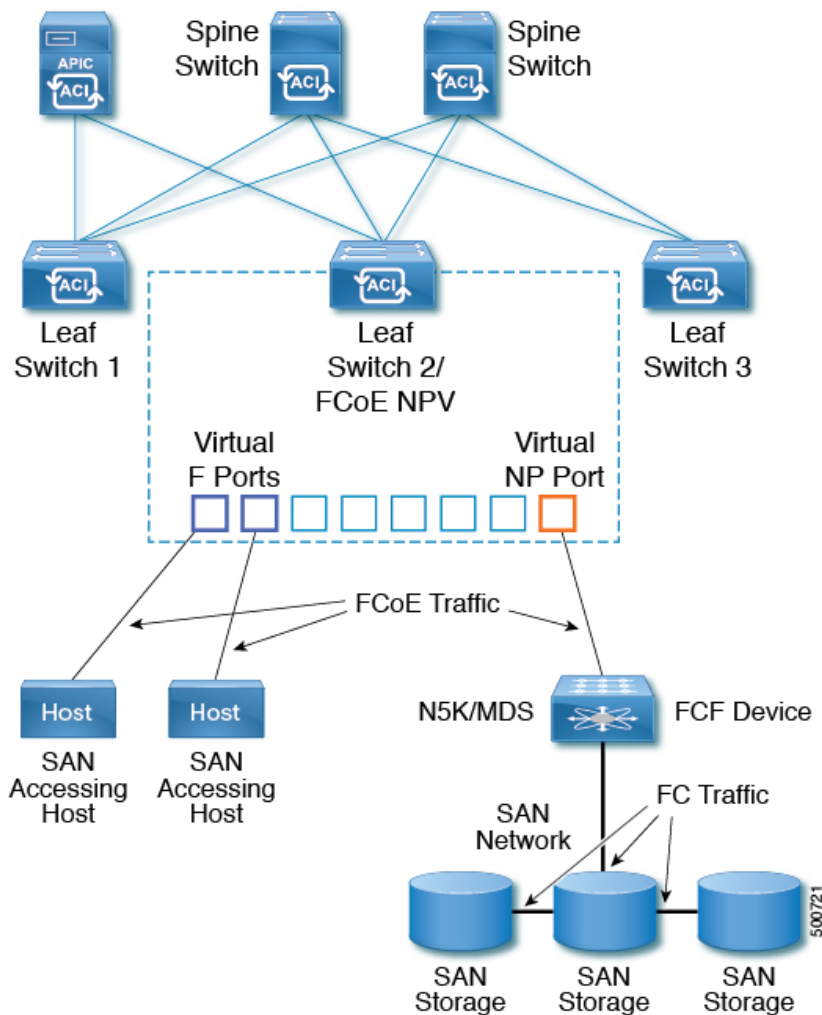 Spine
Switch
Spine
Switch
APIC
ACI
ACI
ACI
ACI
ACI
ACI
Leaf
Switch 1
Leaf
Switch 2/
FCoE NPV
Leaf
Switch 3
Virtual
F Ports
Virtual
NP Port
FCoE Traffic
Host
Host
N5K/MDS
FCF Device
SAN
Accessing
Host
SAN
Accessing
Host
FC Traffic
SAN
Network
SAN
Storage
SAN
Storage
SAN
Storage
500721